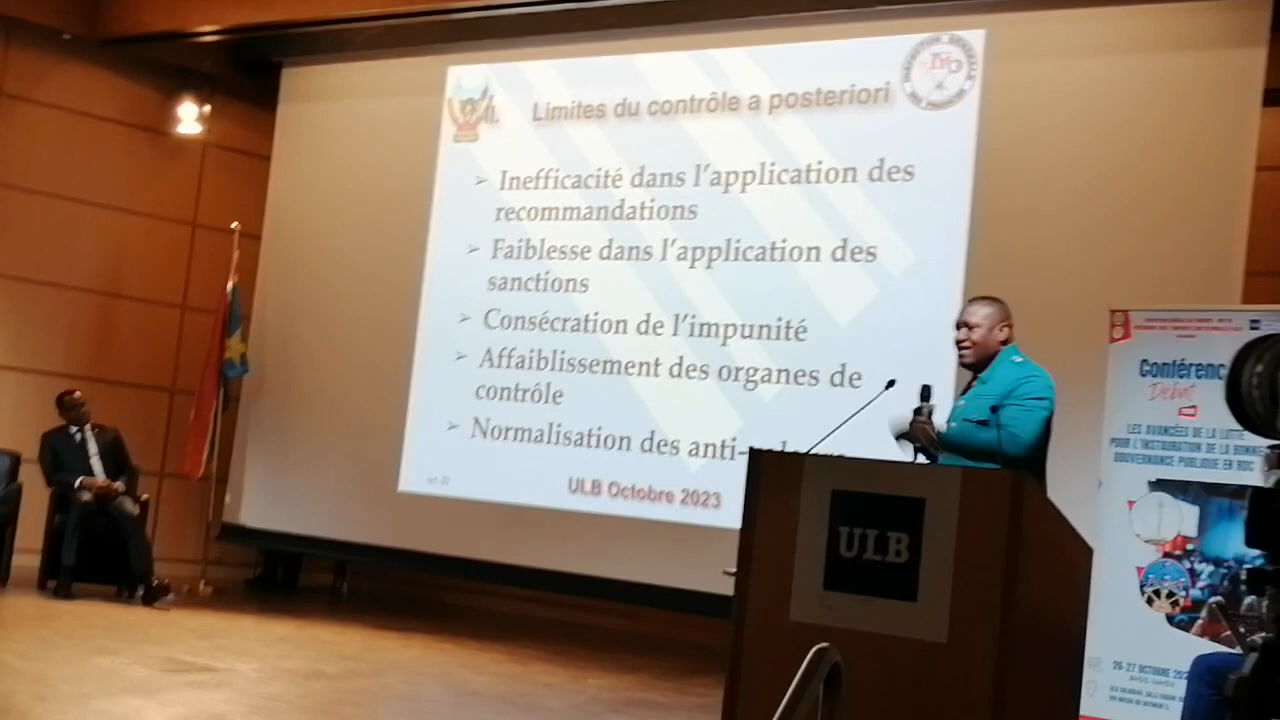 II. Limites du contrôle a posteriori
➢ Inefficacité dans l'application des
recommandations
➢ Faiblesse dans l'application des
sanctions
➢ Consécration de l'impunité
➢ Affaiblissement des organes de
contrôle
➢ Normalisation des anti-
ULB Octobre 2023
ULB
Conférenc
Débat
LES AVANCÉES DE LA LUTTE
POUR L'INSTAURATION DE LA BONNE
GOUVERNANCE PUBLIQUE EN RDC
26-27 OCTOBRE